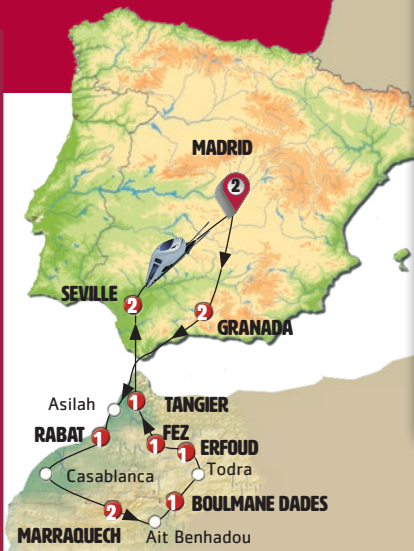 MADRID
2
SEVILLE
2
2
GRANADA
Asilah
1
TANGIER
RABAT
1
1
FEZ
1
ERFOUD
Casablanca
Todra
2
1
BOULMANE DADES
MARRAQUECH
Ait Benhadou